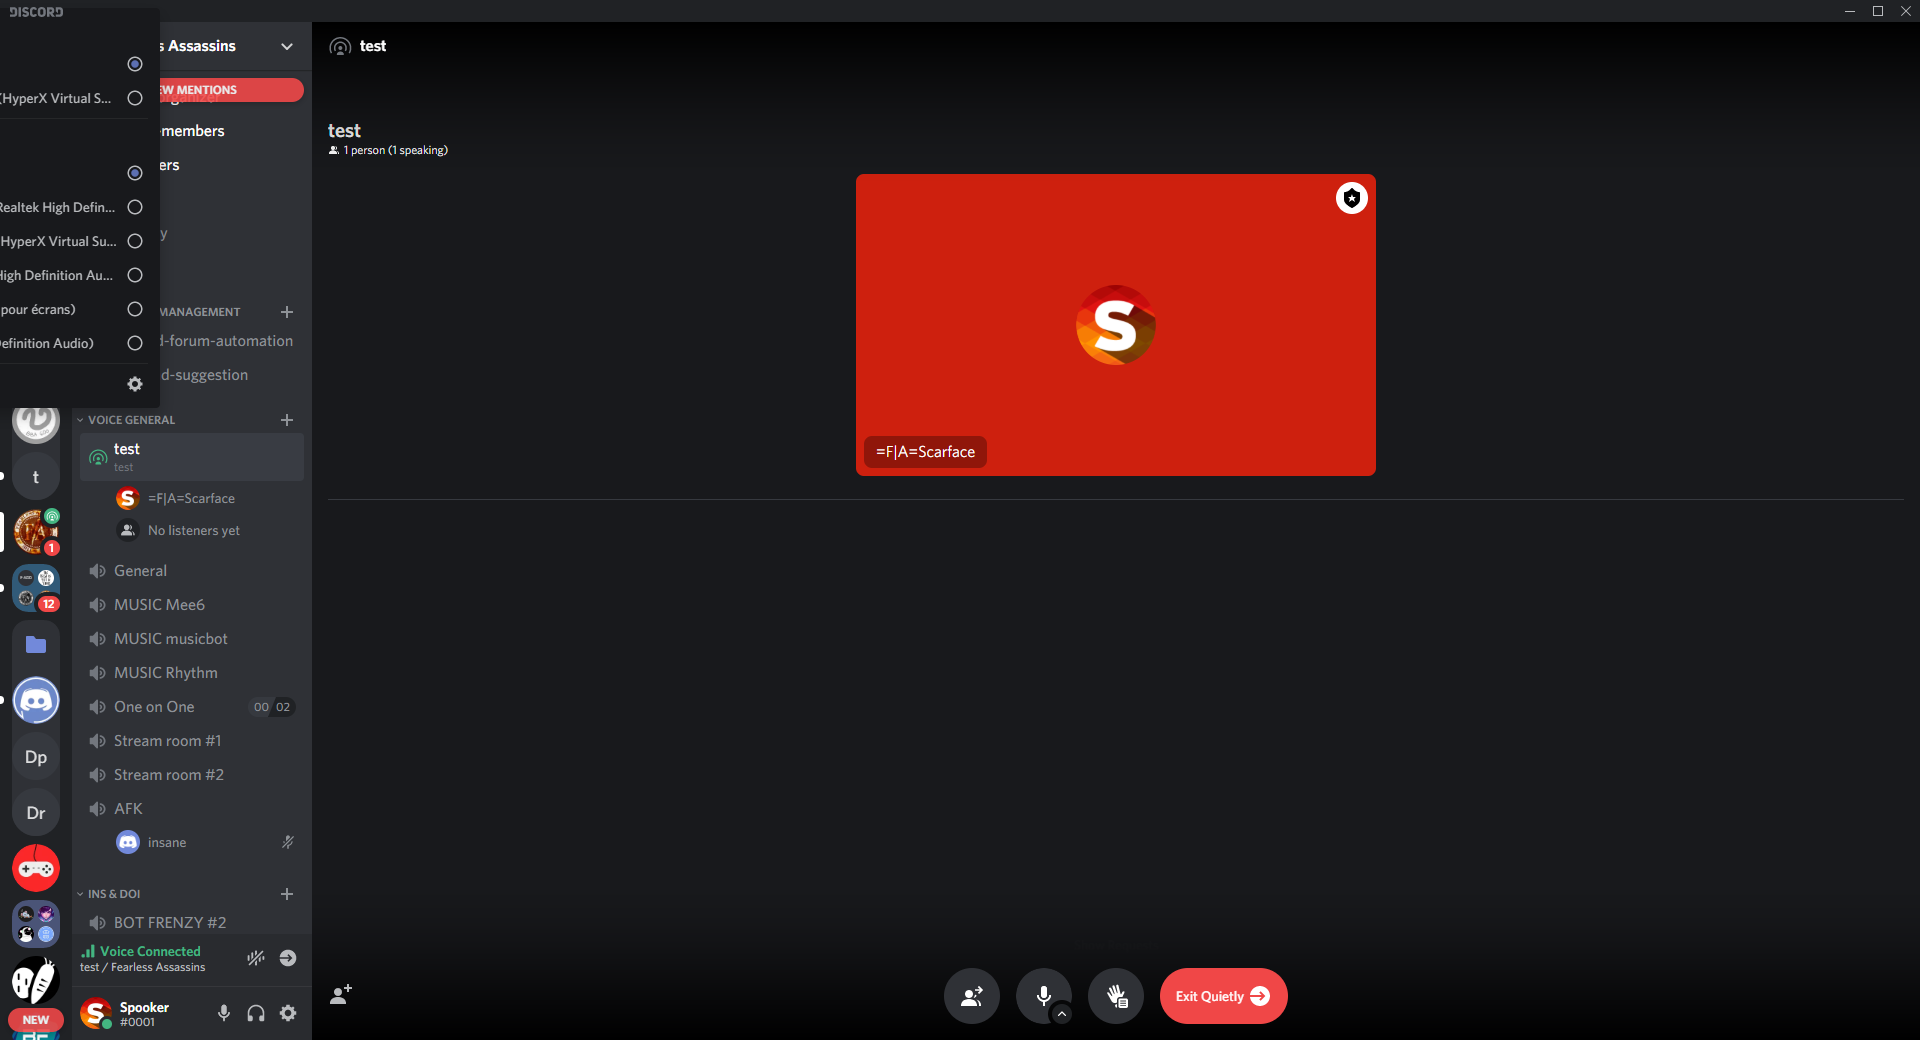 DISCORD
s Assassins
EW MENTIONS
organizer
-members
ers
y
MANAGEMENT
d-forum-automation
d-suggestion
(HyperX Virtual S...
Realtek High Defin...
HyperX Virtual Su...
High Definition Au...
pour écrans)
efinition Audio)
t
1
12
Dp
Dr
NEW
VOICE GENERAL
test
test
=F|A=Scarface
No listeners yet
General
MUSIC Mee6
MUSIC musicbot
MUSIC Rhythm
One on One 00 02
Stream room #1
Stream room #2
AFK
insane
INS & DOI
BOT FRENZY #2
Voice Connected
test / Fearless Assassins
Spooker
#0001
test
test
1 person (1 speaking)
S
=F|A=Scarface
Exit Quietly